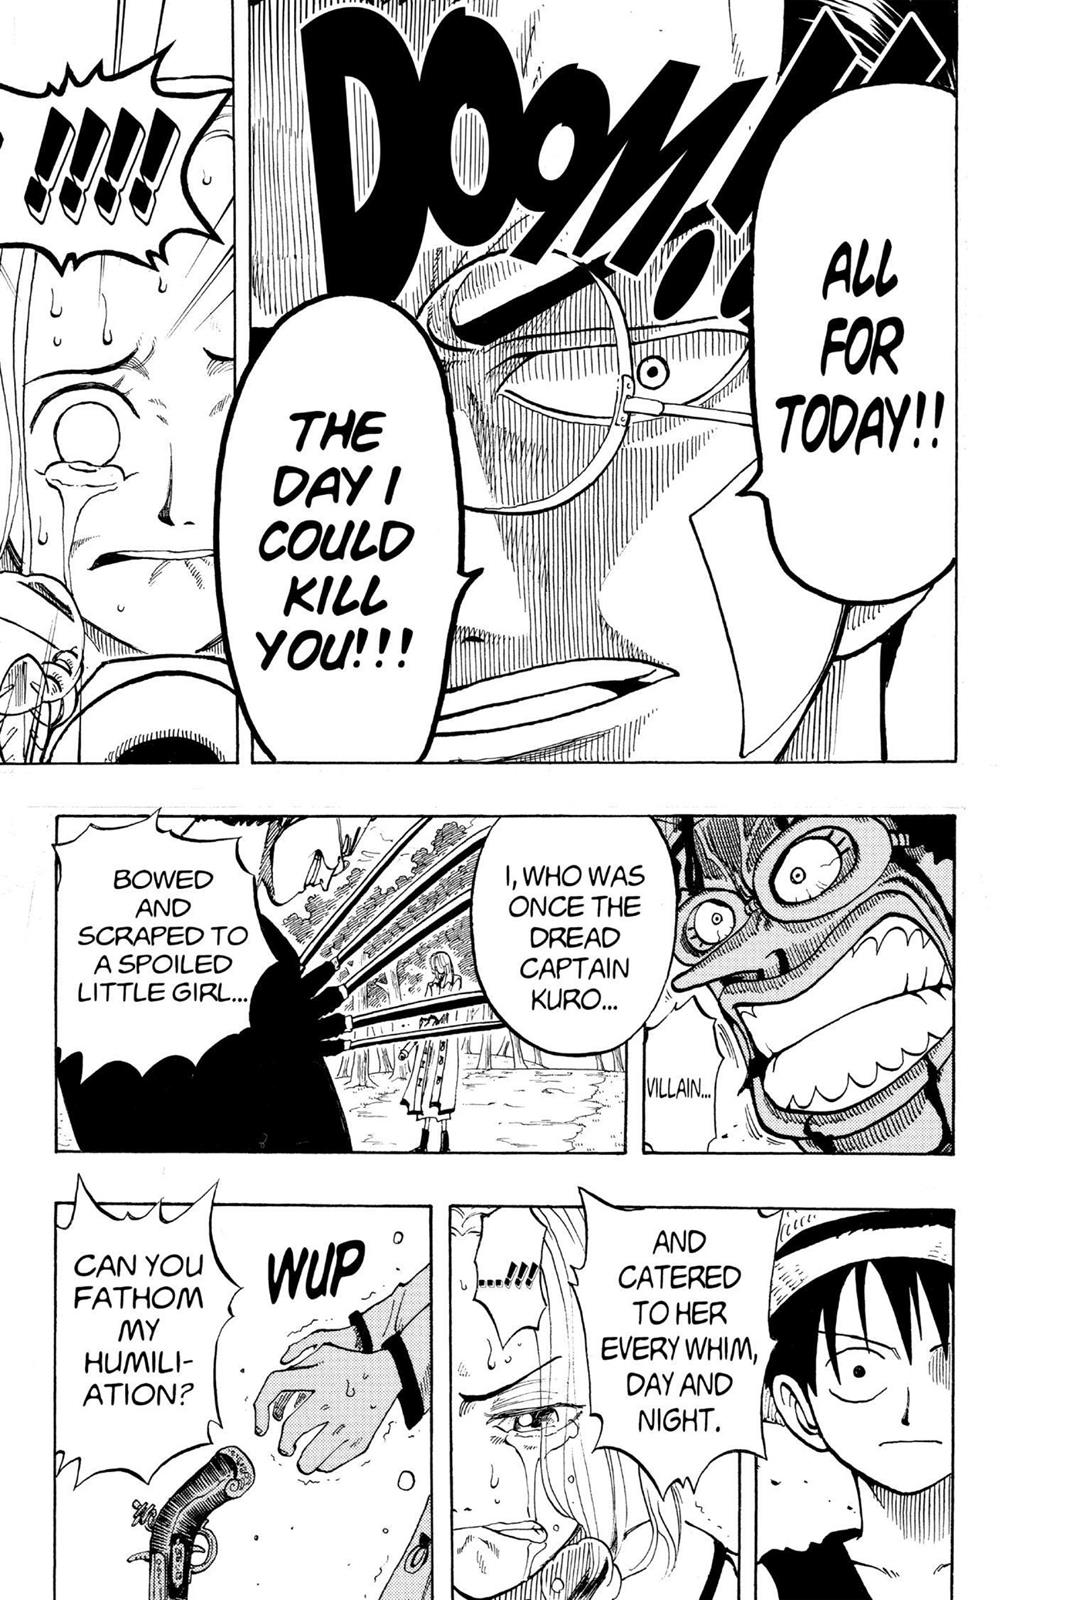 ALL
FOR
TODAY!!
DOOM!!
THE
DAY I
COULD
KILL
YOU!!!
!!!!
VILLAIN...
I, WHO WAS
ONCE THE
DREAD
CAPTAIN
KURO...
BOWED
AND
SCRAPED TO
A SPOILED
LITTLE GIRL...
AND
CATERED
TO HER
EVERY WHIM,
DAY AND
NIGHT.
...!!!
WUP
CAN YOU
FATHOM
MY
HUMILI-
ATION?